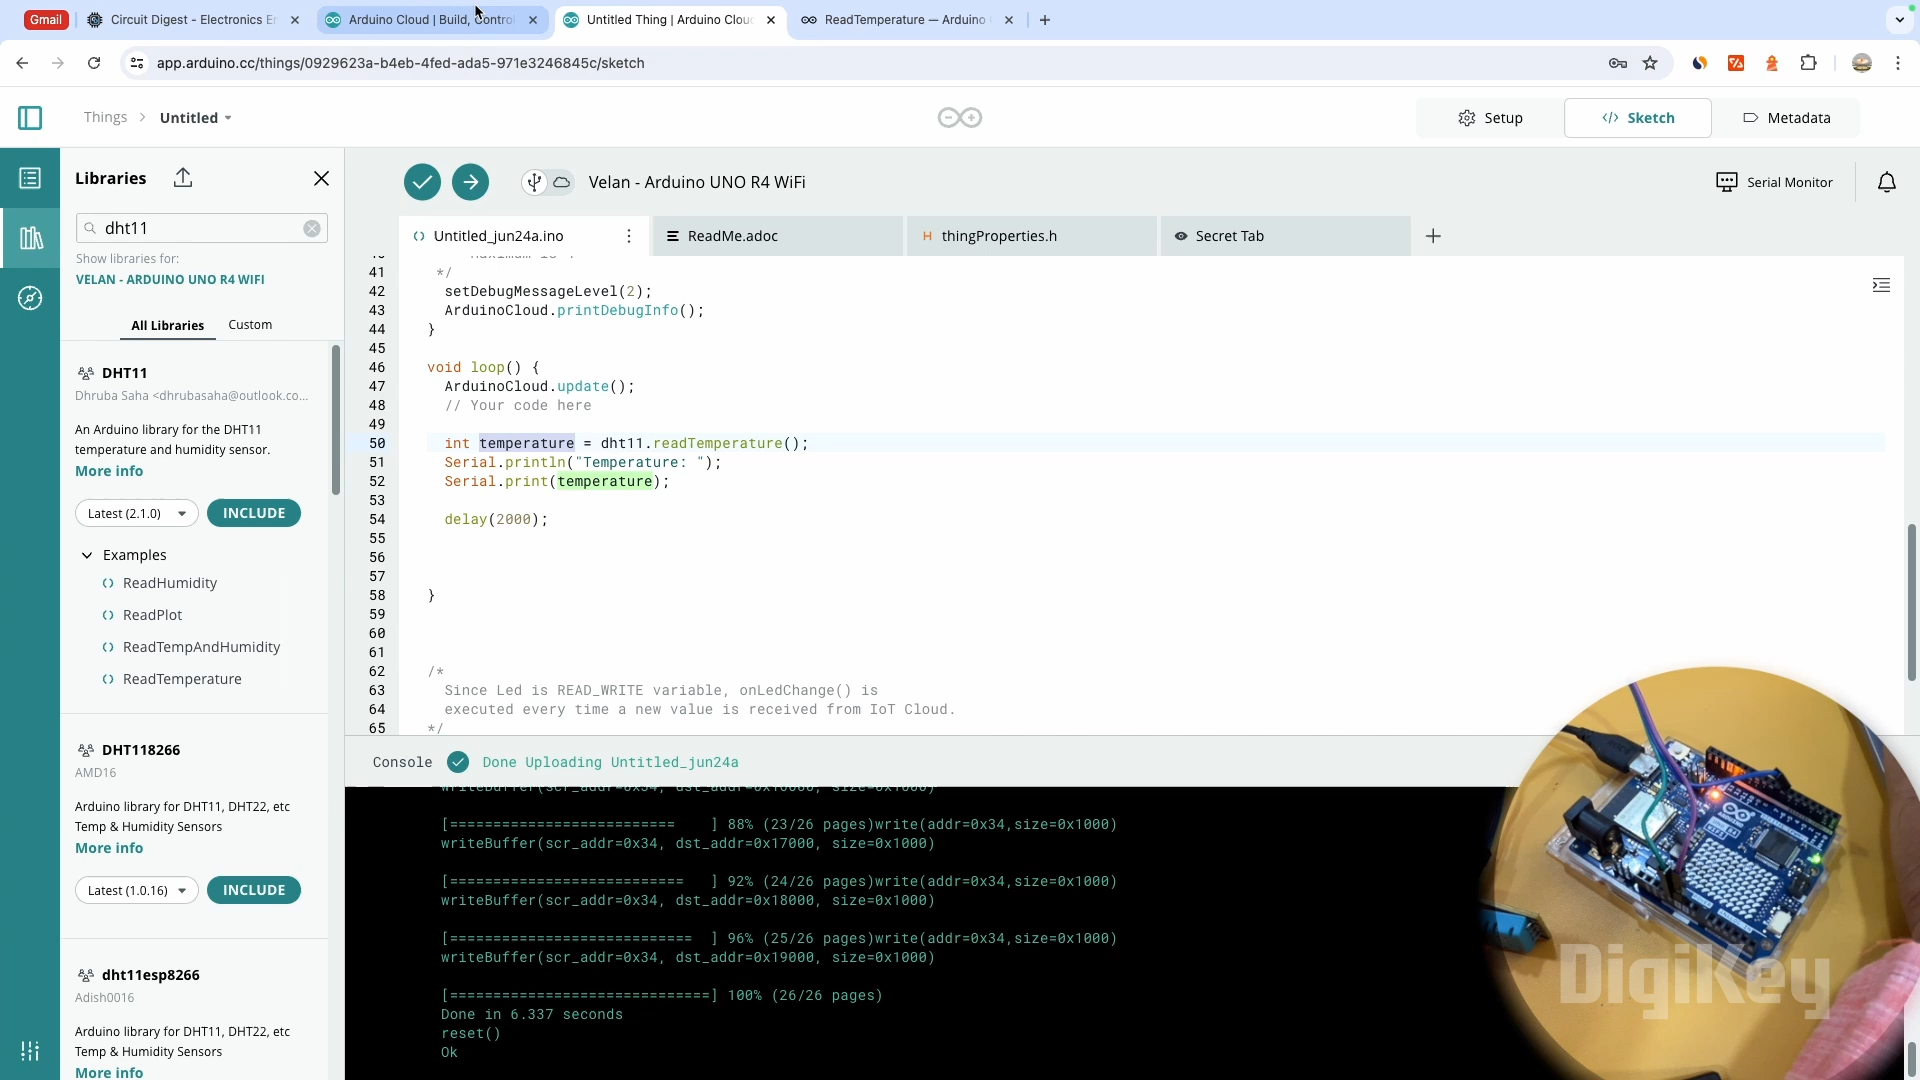 Gmail
Circuit Digest - Electronics Er
Arduino Cloud | Build, Control
Untitled Thing | Arduino Clou
ReadTemperature — Arduino
app.arduino.cc/things/0929623a-b4eb-4fed-ada5-971e3246845c/sketch
Things > Untitled
Setup
</> Sketch
Metadata
Libraries
Velan - Arduino UNO R4 WiFi
Serial Monitor
dht11
Show libraries for:
VELAN - ARDUINO UNO R4 WIFI
All Libraries
Custom
DHT11
Dhruba Saha <dhrubasaha@outlook.co...
An Arduino library for the DHT11
temperature and humidity sensor.
More info
Latest (2.1.0)
INCLUDE
Examples
ReadHumidity
ReadPlot
ReadTempAndHumidity
ReadTemperature
DHT118266
AMD16
Arduino library for DHT11, DHT22, etc
Temp & Humidity Sensors
More info
Latest (1.0.16)
INCLUDE
dht11esp8266
Adish0016
Arduino library for DHT11, DHT22, etc
Temp & Humidity Sensors
More info
Untitled_jun24a.ino
ReadMe.adoc
H thingProperties.h
Secret Tab
41 */
42 setDebugMessageLevel(2);
43 ArduinoCloud.printDebugInfo();
44 }
45
46 void loop() {
47 ArduinoCloud.update();
48 // Your code here
49
50 int temperature = dht11.readTemperature();
51 Serial.println("Temperature: ");
52 Serial.print(temperature);
53
54 delay(2000);
55
56
57
58 }
59
60
61
62 /*
63 Since Led is READ_WRITE variable, onLedChange() is
64 executed every time a new value is received from IoT Cloud.
65 */
Console
Done Uploading Untitled_jun24a
[=========================== ] 88% (23/26 pages)write(addr=0x34,size=0x1000)
writeBuffer(scr_addr=0x34, dst_addr=0x17000, size=0x1000)
[============================ ] 92% (24/26 pages)write(addr=0x34,size=0x1000)
writeBuffer(scr_addr=0x34, dst_addr=0x18000, size=0x1000)
[============================= ] 96% (25/26 pages)write(addr=0x34,size=0x1000)
writeBuffer(scr_addr=0x34, dst_addr=0x19000, size=0x1000)
[==============================] 100% (26/26 pages)
Done in 6.337 seconds
reset()
Ok
DigiKey